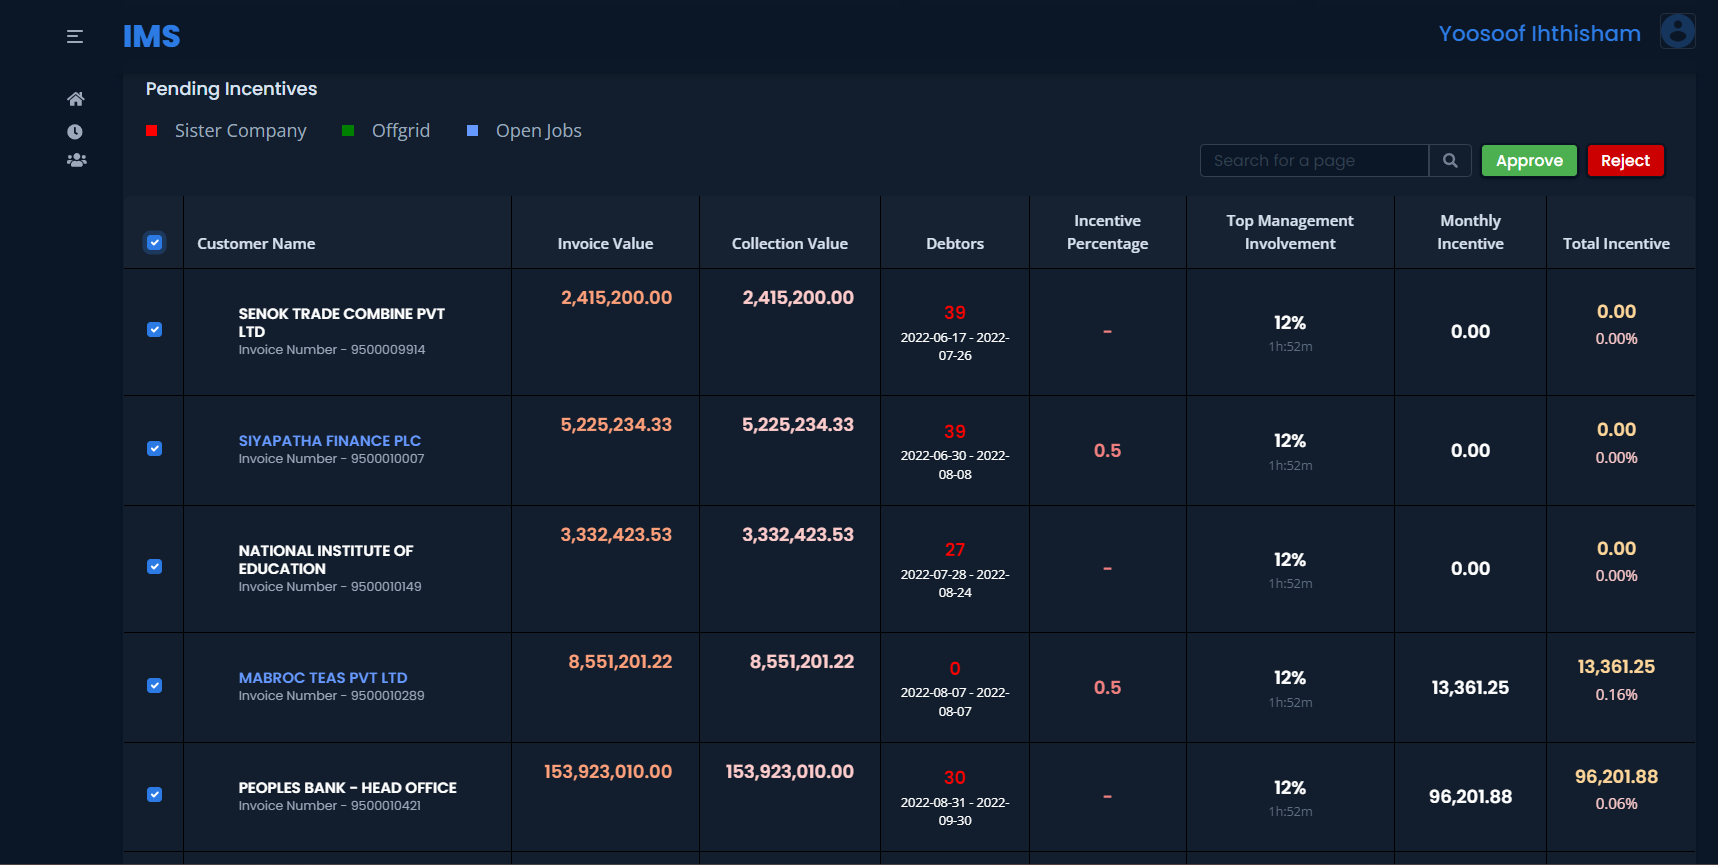 IMS
Yoosoof Ihthisham
Pending Incentives
Sister Company Offgrid Open Jobs
Search for a page Approve Reject
Customer Name Invoice Value Collection Value Debtors Incentive Percentage Top Management Involvement Monthly Incentive Total Incentive
SENOK TRADE COMBINE PVT
LTD
Invoice Number - 9500009914
2,415,200.00
2,415,200.00
39
2022-06-17 - 2022-
07-26
-
12%
1h:52m
0.00
0.00
0.00%
SIYAPATHA FINANCE PLC
Invoice Number - 9500010007
5,225,234.33
5,225,234.33
39
2022-06-30 - 2022-
08-08
0.5
12%
1h:52m
0.00
0.00
0.00%
NATIONAL INSTITUTE OF
EDUCATION
Invoice Number - 9500010149
3,332,423.53
3,332,423.53
27
2022-07-28 - 2022-
08-24
-
12%
1h:52m
0.00
0.00
0.00%
MABROC TEAS PVT LTD
Invoice Number - 9500010289
8,551,201.22
8,551,201.22
0
2022-08-07 - 2022-
08-07
0.5
12%
1h:52m
13,361.25
13,361.25
0.16%
PEOPLES BANK - HEAD OFFICE
Invoice Number - 9500010421
153,923,010.00
153,923,010.00
30
2022-08-31 - 2022-
09-30
-
12%
1h:52m
96,201.88
96,201.88
0.06%